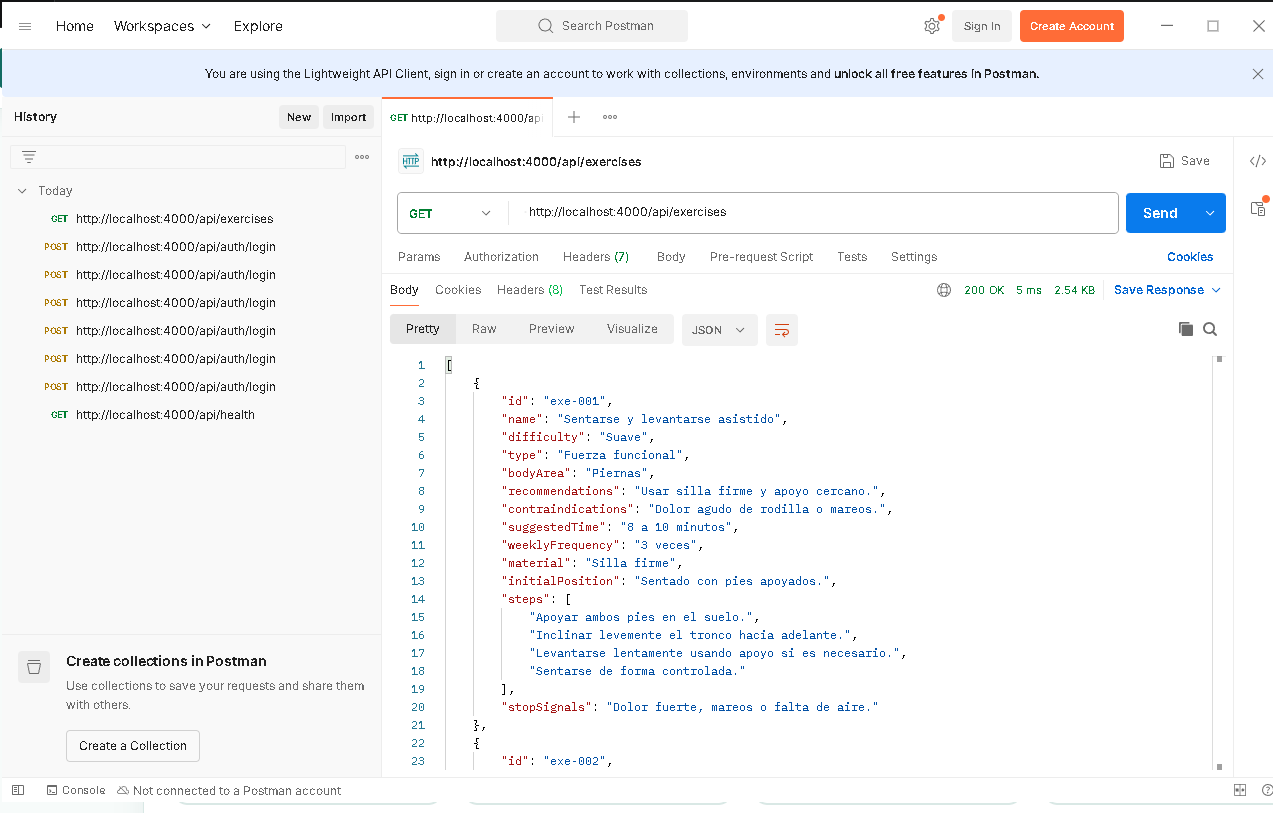 Home Workspaces Explore Search Postman Sign In Create Account
You are using the Lightweight API Client, sign in or create an account to work with collections, environments and unlock all free features in Postman.
History New Import
GET http://localhost:4000/api
Today
GET http://localhost:4000/api/exercises
POST http://localhost:4000/api/auth/login
POST http://localhost:4000/api/auth/login
POST http://localhost:4000/api/auth/login
POST http://localhost:4000/api/auth/login
POST http://localhost:4000/api/auth/login
POST http://localhost:4000/api/auth/login
GET http://localhost:4000/api/health
Create collections in Postman
Use collections to save your requests and share them
with others.
Create a Collection
HTTP http://localhost:4000/api/exercises Save </>
GET http://localhost:4000/api/exercises Send
Params Authorization Headers (7) Body Pre-request Script Tests Settings Cookies
Body Cookies Headers (8) Test Results 200 OK 5 ms 2.54 KB Save Response
Pretty Raw Preview Visualize JSON
1 [
2 {
3 "id": "exe-001",
4 "name": "Sentarse y levantarse asistido",
5 "difficulty": "Suave",
6 "type": "Fuerza funcional",
7 "bodyArea": "Piernas",
8 "recommendations": "Usar silla firme y apoyo cercano.",
9 "contraindications": "Dolor agudo de rodilla o mareos.",
10 "suggestedTime": "8 a 10 minutos",
11 "weeklyFrequency": "3 veces",
12 "material": "Silla firme",
13 "initialPosition": "Sentado con pies apoyados.",
14 "steps": [
15 "Apoyar ambos pies en el suelo.",
16 "Inclinar levemente el tronco hacia adelante.",
17 "Levantarse lentamente usando apoyo si es necesario.",
18 "Sentarse de forma controlada."
19 ],
20 "stopSignals": "Dolor fuerte, mareos o falta de aire."
21 },
22 {
23 "id": "exe-002",
Console Not connected to a Postman account